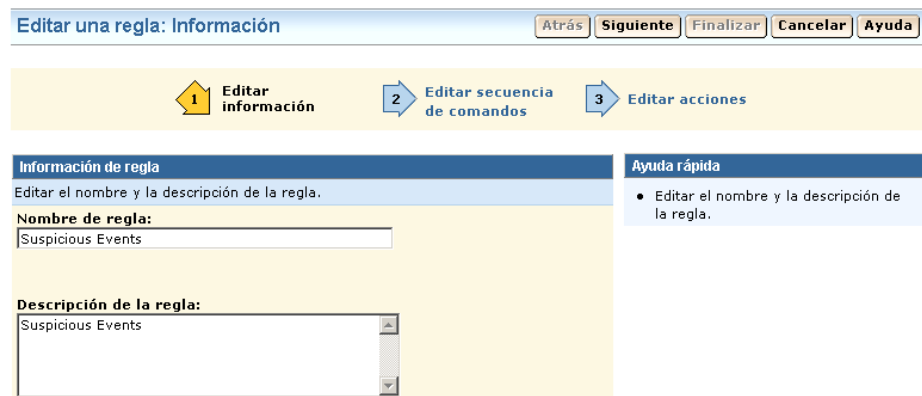 Editar una regla: Información
Atrás Siguiente Finalizar Cancelar Ayuda
1 Editar
información
2 Editar secuencia
de comandos
3 Editar acciones
Información de regla
Editar el nombre y la descripción de la regla.
Nombre de regla:
Suspicious Events
Descripción de la regla:
Suspicious Events
Ayuda rápida
• Editar el nombre y la descripción de
la regla.